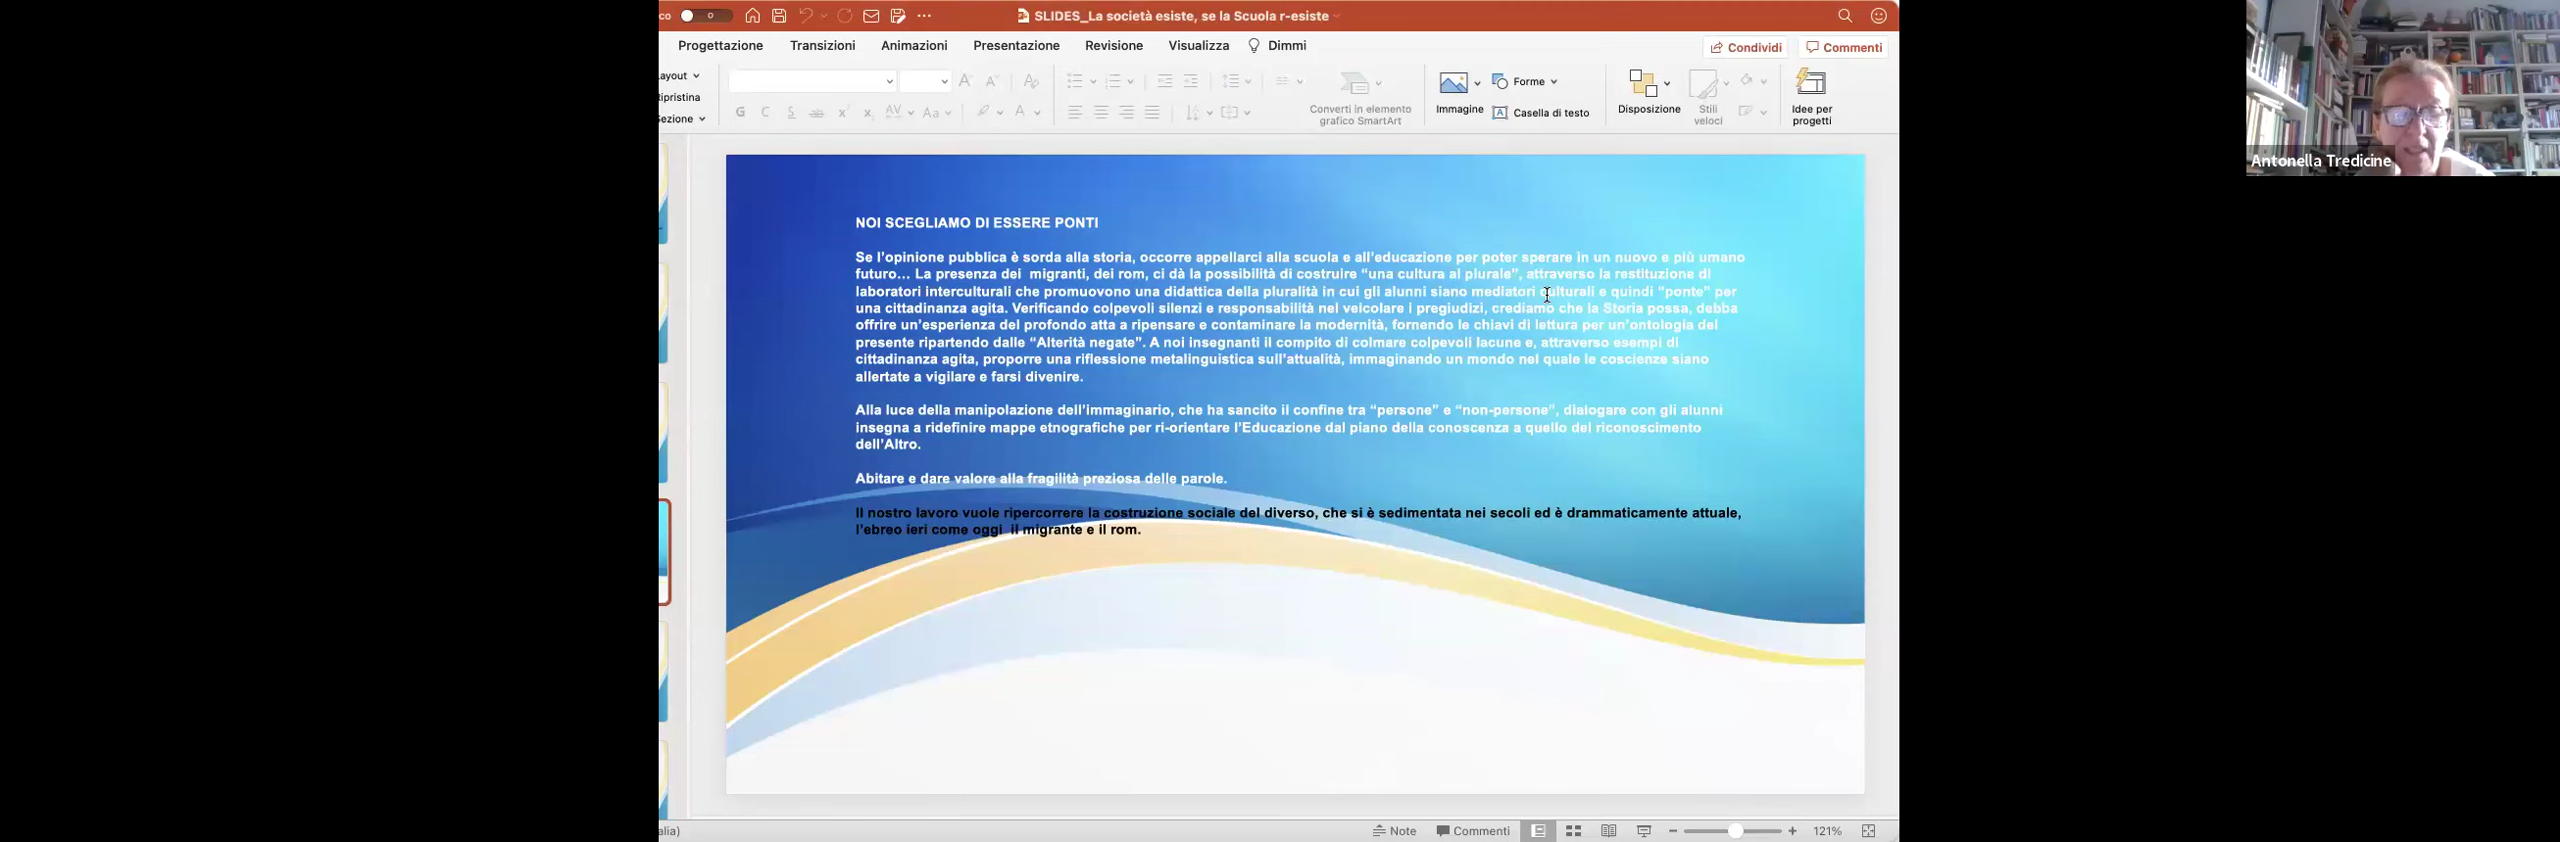 co
SLIDES_La società esiste, se la Scuola r-esiste
Progettazione Transizioni Animazioni Presentazione Revisione Visualizza Dimmi Condividi Commenti
ayout
Ripristina
Sezione
G C S ab x² x₂ AV Aa A
Converti in elemento
grafico SmartArt
Immagine
Forme
Casella di testo
Disposizione
Stili
veloci
Idee per
progetti
NOI SCEGLIAMO DI ESSERE PONTI
Se l’opinione pubblica è sorda alla storia, occorre appellarci alla scuola e all’educazione per poter sperare in un nuovo e più umano
futuro… La presenza dei migranti, dei rom, ci dà la possibilità di costruire “una cultura al plurale”, attraverso la restituzione di
laboratori interculturali che promuovono una didattica della pluralità in cui gli alunni siano mediatori culturali e quindi “ponte” per
una cittadinanza agita. Verificando colpevoli silenzi e responsabilità nel veicolare i pregiudizi, crediamo che la Storia possa, debba
offrire un’esperienza del profondo atta a ripensare e contaminare la modernità, fornendo le chiavi di lettura per un’ontologia del
presente ripartendo dalle “Alterità negate”. A noi insegnanti il compito di colmare colpevoli lacune e, attraverso esempi di
cittadinanza agita, proporre una riflessione metalinguistica sull’attualità, immaginando un mondo nel quale le coscienze siano
allertate a vigilare e farsi divenire.
Alla luce della manipolazione dell’immaginario, che ha sancito il confine tra “persone” e “non-persone”, dialogare con gli alunni
insegna a ridefinire mappe etnografiche per ri-orientare l’Educazione dal piano della conoscenza a quello del riconoscimento
dell’Altro.
Abitare e dare valore alla fragilità preziosa delle parole.
Il nostro lavoro vuole ripercorrere la costruzione sociale del diverso, che si è sedimentata nei secoli ed è drammaticamente attuale,
l’ebreo ieri come oggi il migrante e il rom.
alia) Note Commenti 121%
Antonella Tredicine